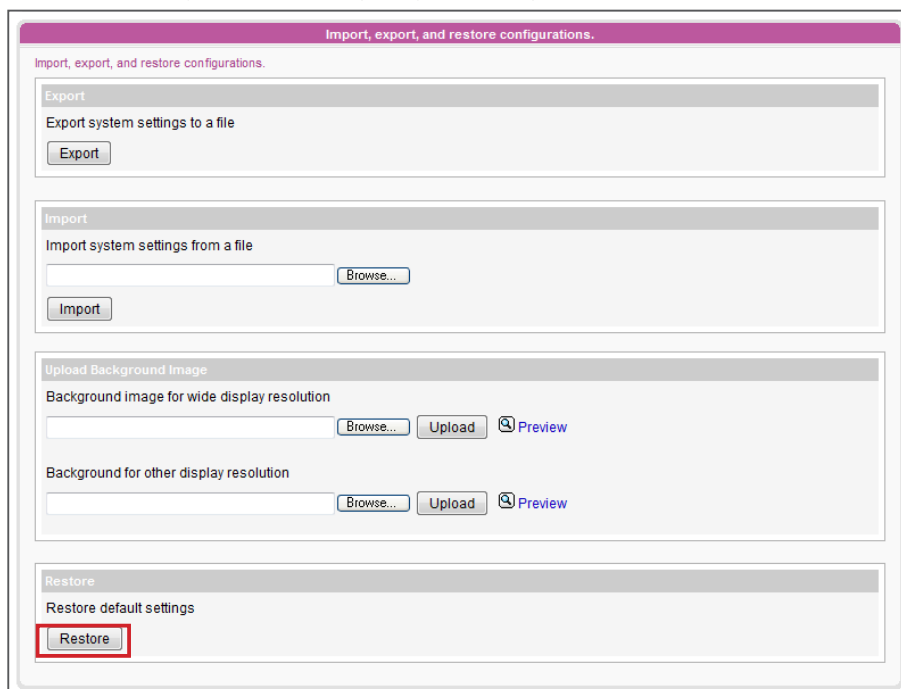 Import, export, and restore configurations.
Import, export, and restore configurations.
Export
Export system settings to a file
Export
Import
Import system settings from a file
Browse...
Import
Upload Background Image
Background image for wide display resolution
Browse... Upload Preview
Background for other display resolution
Browse... Upload Preview
Restore
Restore default settings
Restore